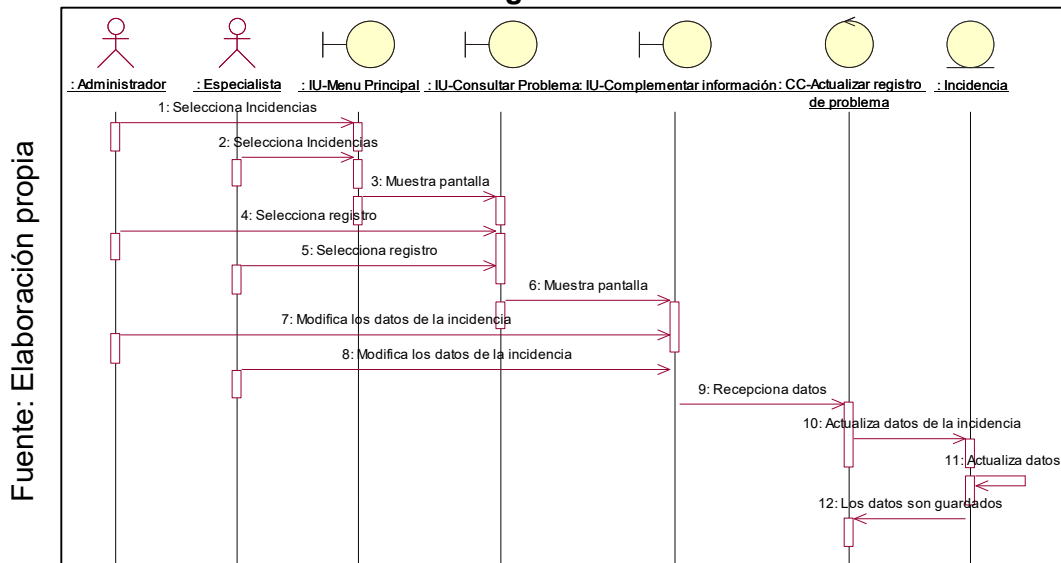 : Administrador
: Especialista
: IU-Menu Principal
: IU-Consultar Problema
: IU-Complementar información
: CC-Actualizar registro
de problema
: Incidencia
1: Selecciona Incidencias
2: Selecciona Incidencias
3: Muestra pantalla
4: Selecciona registro
5: Selecciona registro
6: Muestra pantalla
7: Modifica los datos de la incidencia
8: Modifica los datos de la incidencia
9: Recepciona datos
10: Actualiza datos de la incidencia
11: Actualiza datos
12: Los datos son guardados
Fuente: Elaboración propia